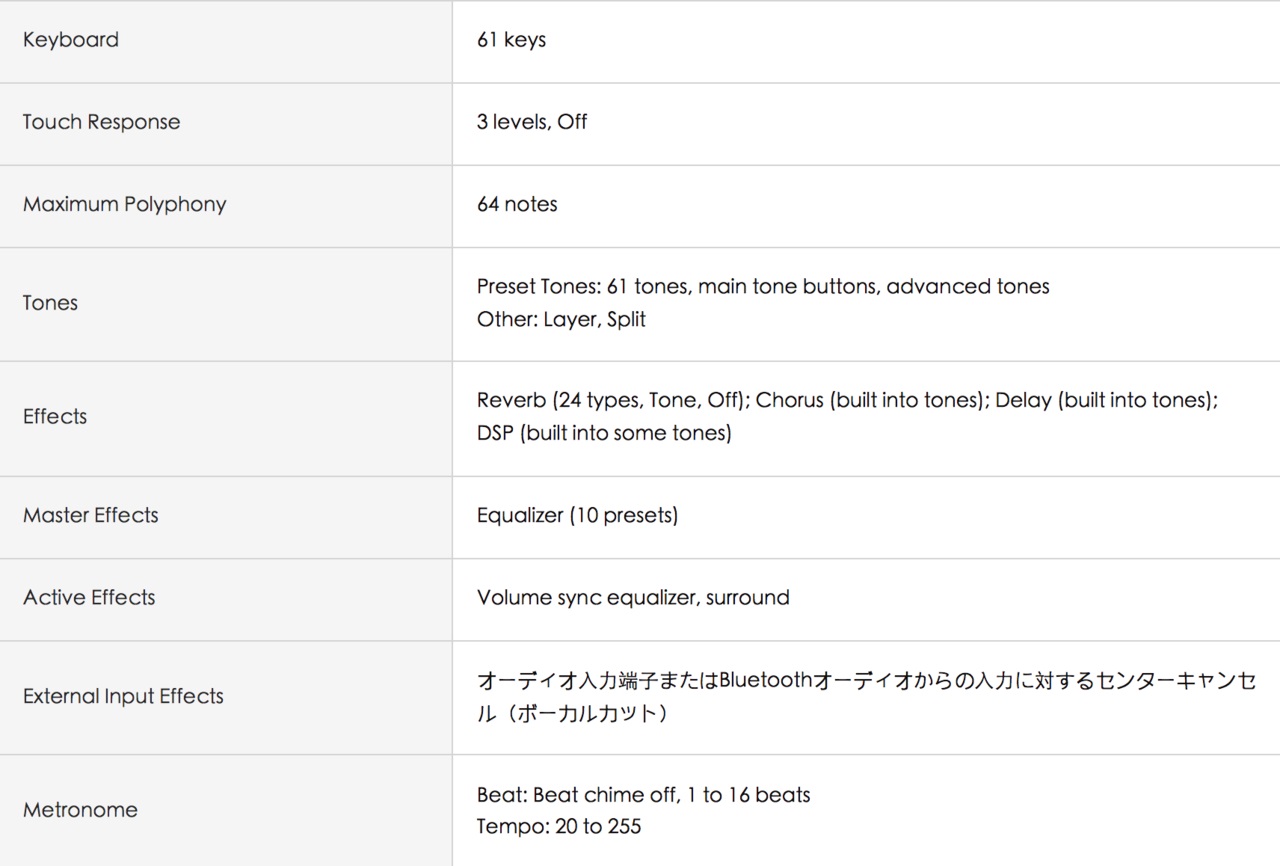 Keyboard
61 keys
Touch Response
3 levels, Off
Maximum Polyphony
64 notes
Tones
Preset Tones: 61 tones, main tone buttons, advanced tones
Other: Layer, Split
Effects
Reverb (24 types, Tone, Off); Chorus (built into tones); Delay (built into tones);
DSP (built into some tones)
Master Effects
Equalizer (10 presets)
Active Effects
Volume sync equalizer, surround
External Input Effects
オーディオ入力端子またはBluetoothオーディオからの入力に対するセンターキャンセ
ル（ボーカルカット）
Metronome
Beat: Beat chime off, 1 to 16 beats
Tempo: 20 to 255